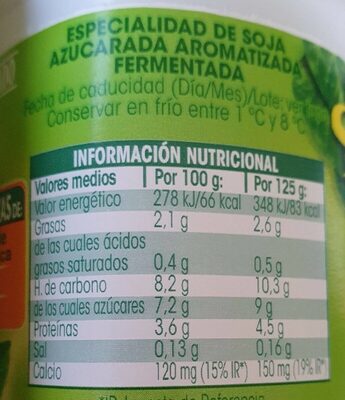 ESPECIALIDAD DE SOJA
AZUCARADA AROMATIZADA
FERMENTADA
Fecha de caducidad (Día/Mes)/Lote:
Conservar en frío entre 1 °C y 8 °C
INFORMACIÓN NUTRICIONAL
Valores medios Por 100 g: Por 125 g:
Valor energético 278 kJ/66 kcal 348 kJ/83 kcal
Grasas 2,1 g 2,6 g
de las cuales ácidos
grasos saturados 0,4 g 0,5 g
H. de carbono 8,2 g 10,3 g
de los cuales azúcares 7,2 g 9 g
Proteínas 3,6 g 4,5 g
Sal 0,13 g 0,16 g
Calcio 120 mg (15% IR*) 150 mg (19% IR*)